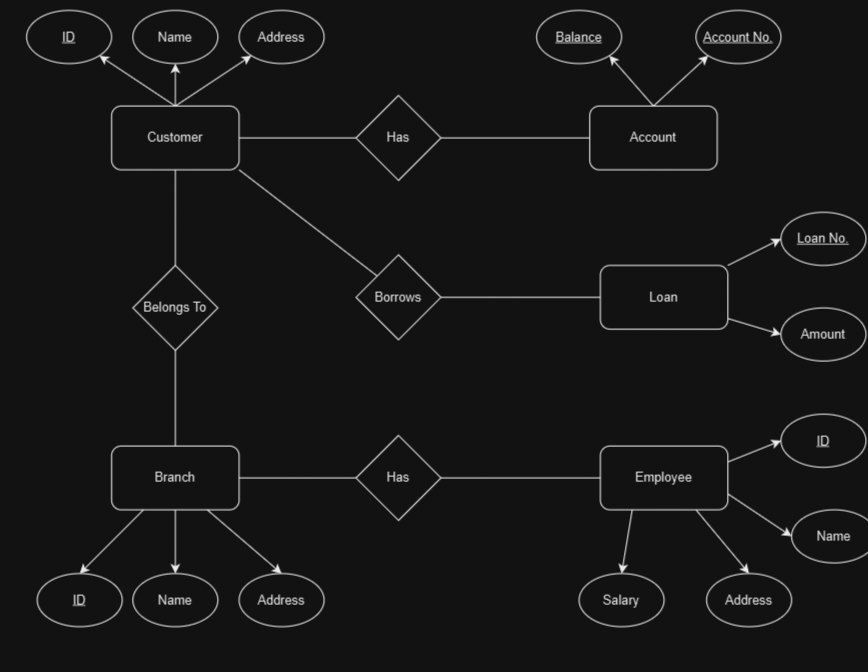 ID
Name
Address
Balance
Account No.
Customer
Has
Account
Loan No.
Belongs To
Borrows
Loan
Amount
ID
Branch
Has
Employee
Name
ID
Name
Address
Salary
Address